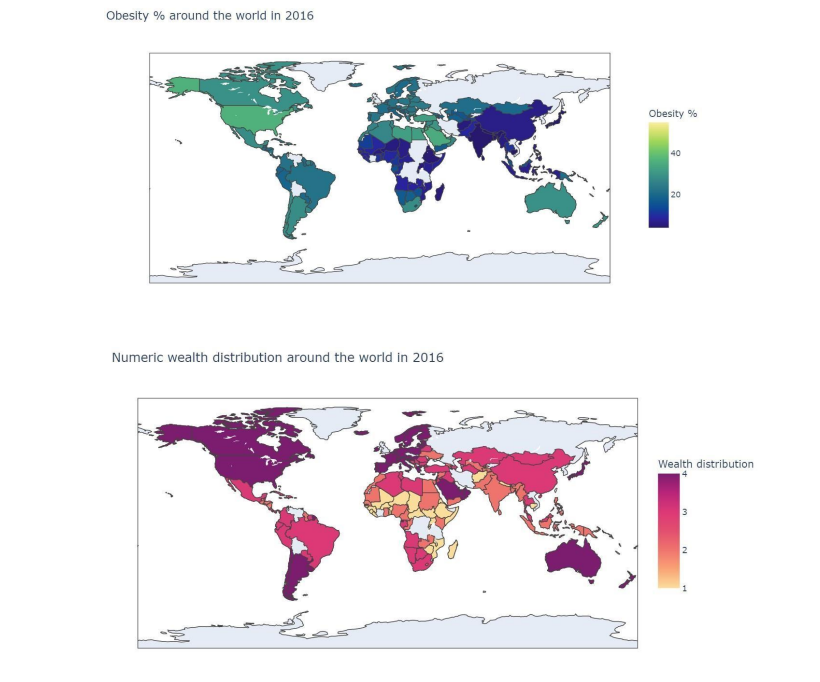 Obesity % around the world in 2016
Obesity %
40
20
Numeric wealth distribution around the world in 2016
Wealth distribution
4
3
2
1